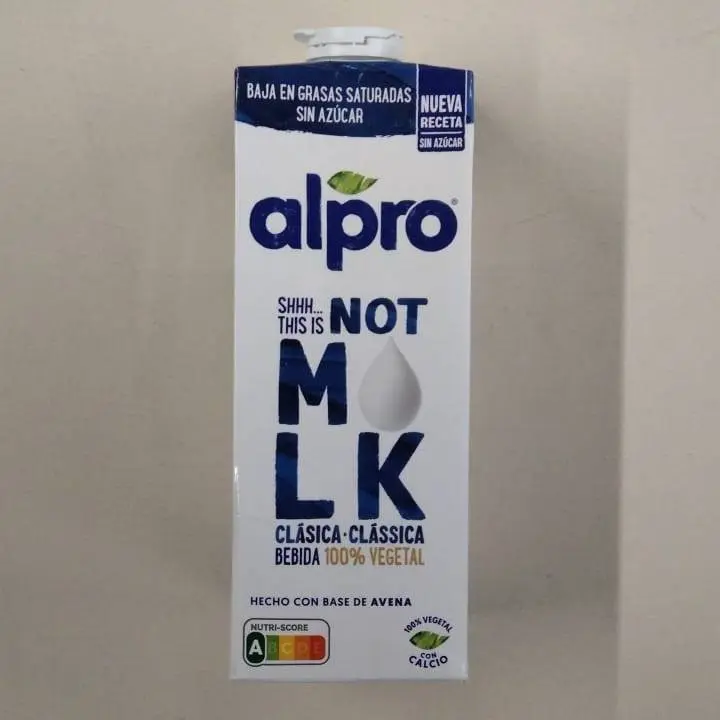 BAJA EN GRASAS SATURADAS
SIN AZÚCAR
NUEVA
RECETA
SIN AZÚCAR
alpro®
SHHH...
THIS IS NOT
M
LK
CLÁSICA·CLÁSSICA
BEBIDA 100% VEGETAL
HECHO CON BASE DE AVENA
NUTRI-SCORE
A B C D E
100% VEGETAL
CON
CALCIO